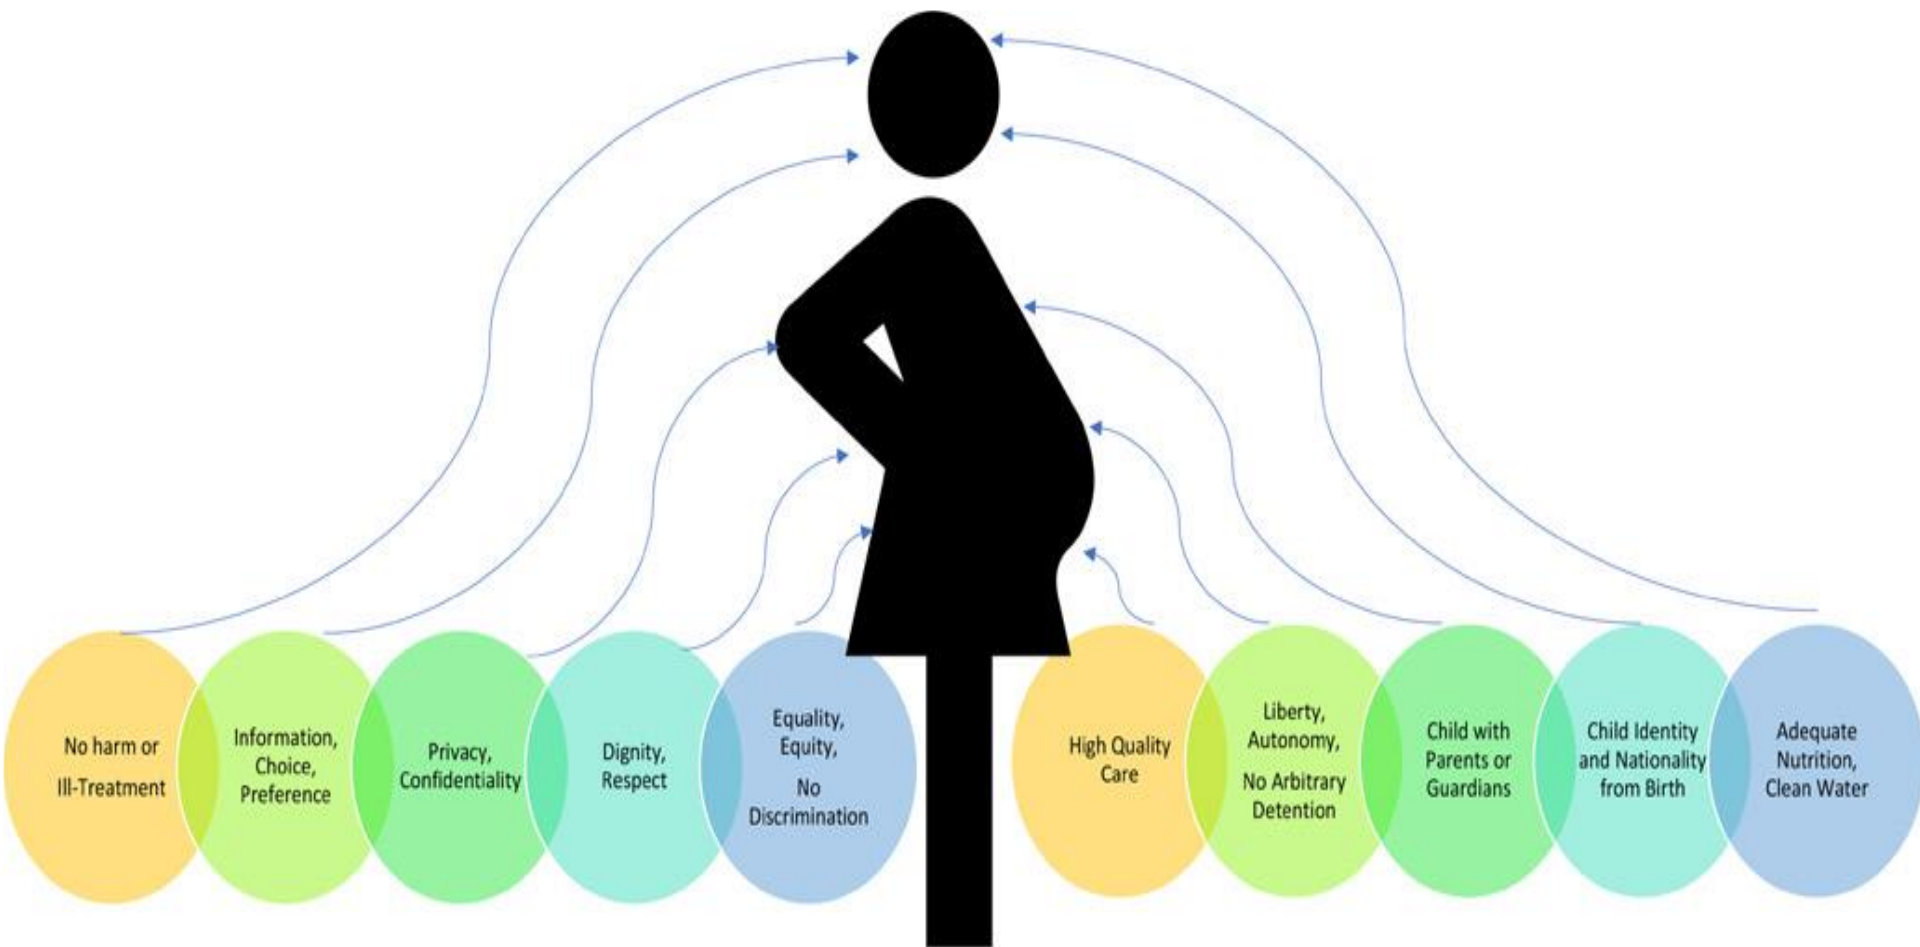 No harm or
Ill-Treatment
Information,
Choice,
Preference
Privacy,
Confidentiality
Dignity,
Respect
Equality,
Equity,
No
Discrimination
High Quality
Care
Liberty,
Autonomy,
No Arbitrary
Detention
Child with
Parents or
Guardians
Child Identity
and Nationality
from Birth
Adequate
Nutrition,
Clean Water